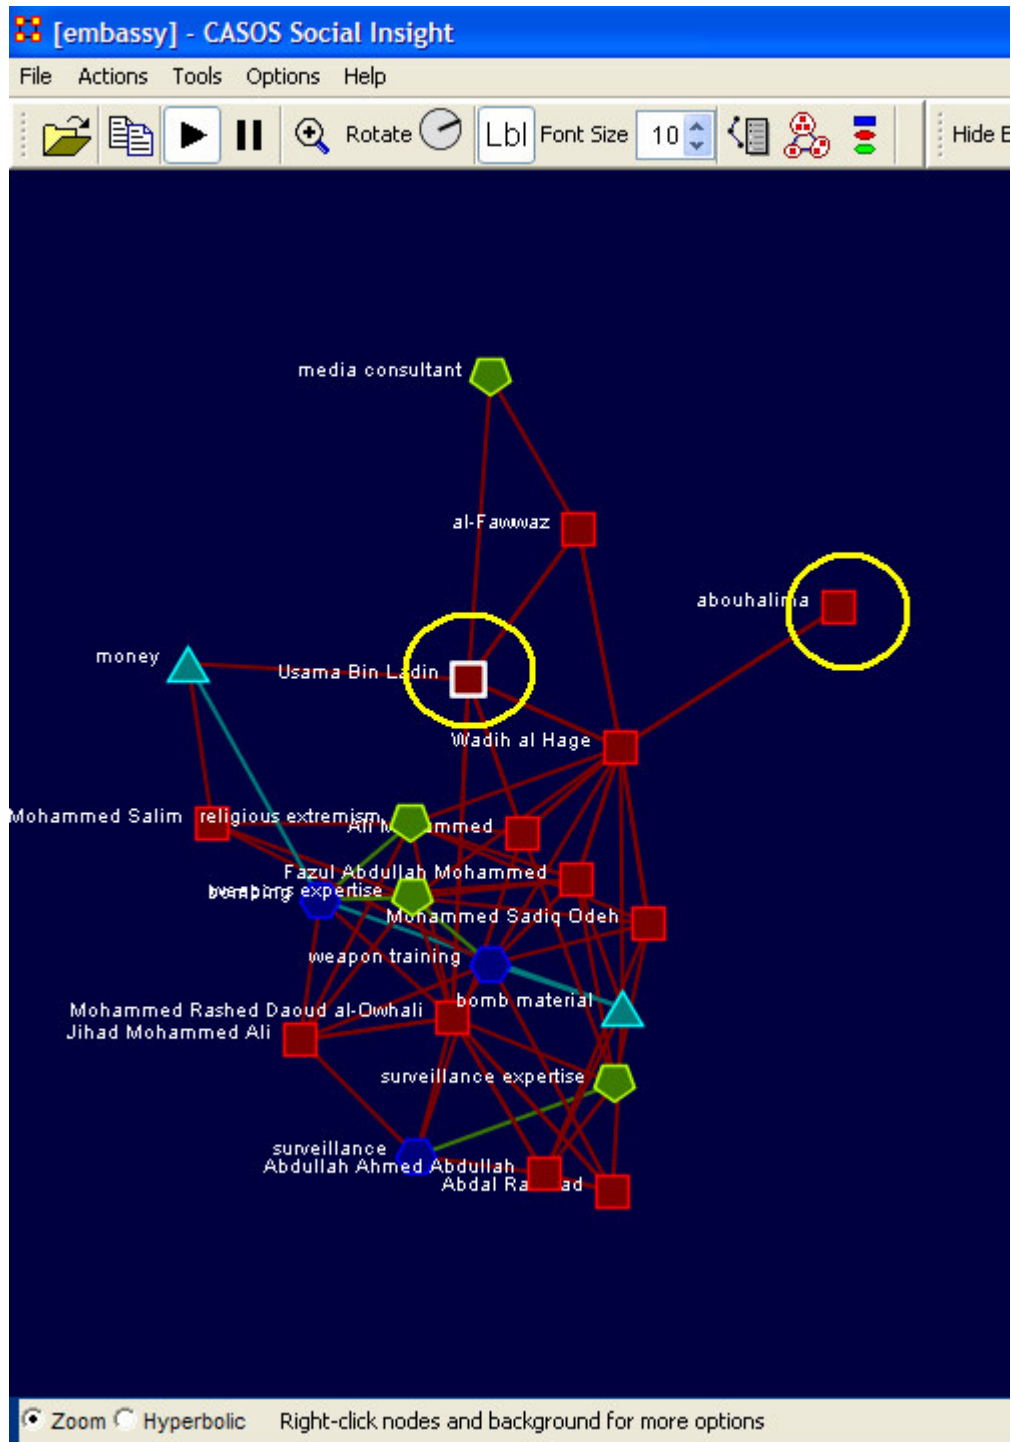 [embassy] - CASOS Social Insight
File Actions Tools Options Help
Rotate Lbl Font Size 10 Hide
media consultant
al-Fawwaz
abouhalima
money
Usama Bin Ladin
Wadih al Hage
Mohammed Salim religious extremism
Fazul Abdullah Mohammed
weapons expertise
Mohammed Sadiq Odeh
weapon training
bomb material
Mohammed Rashed Daoud al-Owhali
Jihad Mohammed Ali
surveillance expertise
surveillance
Abdullah Ahmed Abdullah
Abdal
Zoom Hyperbolic Right-click nodes and background for more options